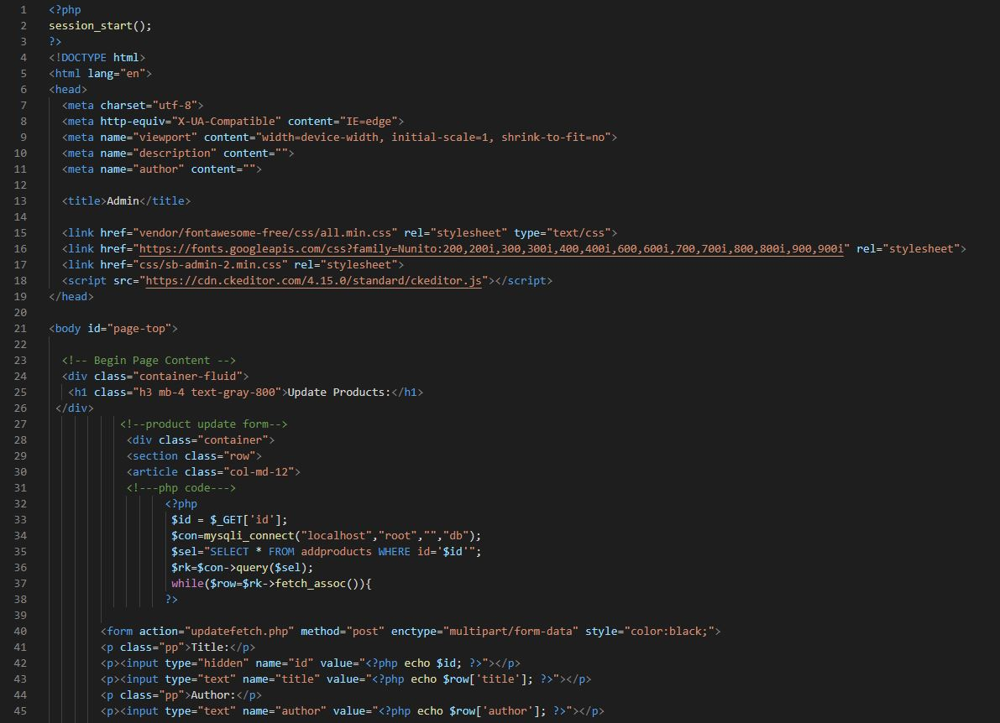 1 <?php
2 session_start();
3 ?>
4 <!DOCTYPE html>
5 <html lang="en">
6 <head>
7 <meta charset="utf-8">
8 <meta http-equiv="X-UA-Compatible" content="IE=edge">
9 <meta name="viewport" content="width=device-width, initial-scale=1, shrink-to-fit=no">
10 <meta name="description" content="">
11 <meta name="author" content="">
12
13 <title>Admin</title>
14
15 <link href="vendor/fontawesome-free/css/all.min.css" rel="stylesheet" type="text/css">
16 <link href="https://fonts.googleapis.com/css?family=Nunito:200,200i,300,300i,400,400i,600,600i,700,700i,800,800i,900,900i" rel="stylesheet">
17 <link href="css/sb-admin-2.min.css" rel="stylesheet">
18 <script src="https://cdn.ckeditor.com/4.15.0/standard/ckeditor.js"></script>
19 </head>
20
21 <body id="page-top">
22
23 <!-- Begin Page Content -->
24 <div class="container-fluid">
25 <h1 class="h3 mb-4 text-gray-800">Update Products:</h1>
26 </div>
27 <!--product update form-->
28 <div class="container">
29 <section class="row">
30 <article class="col-md-12">
31 <!---php code--->
32 <?php
33 $id = $_GET['id'];
34 $con=mysqli_connect("localhost","root","","db");
35 $sel="SELECT * FROM addproducts WHERE id='$id'";
36 $rk=$con->query($sel);
37 while($row=$rk->fetch_assoc()){
38 ?>
39
40 <form action="updatefetch.php" method="post" enctype="multipart/form-data" style="color:black;">
41 <p class="pp">Title:</p>
42 <p><input type="hidden" name="id" value="<?php echo $id; ?>"></p>
43 <p><input type="text" name="title" value="<?php echo $row['title']; ?>"></p>
44 <p class="pp">Author:</p>
45 <p><input type="text" name="author" value="<?php echo $row['author']; ?>"></p>